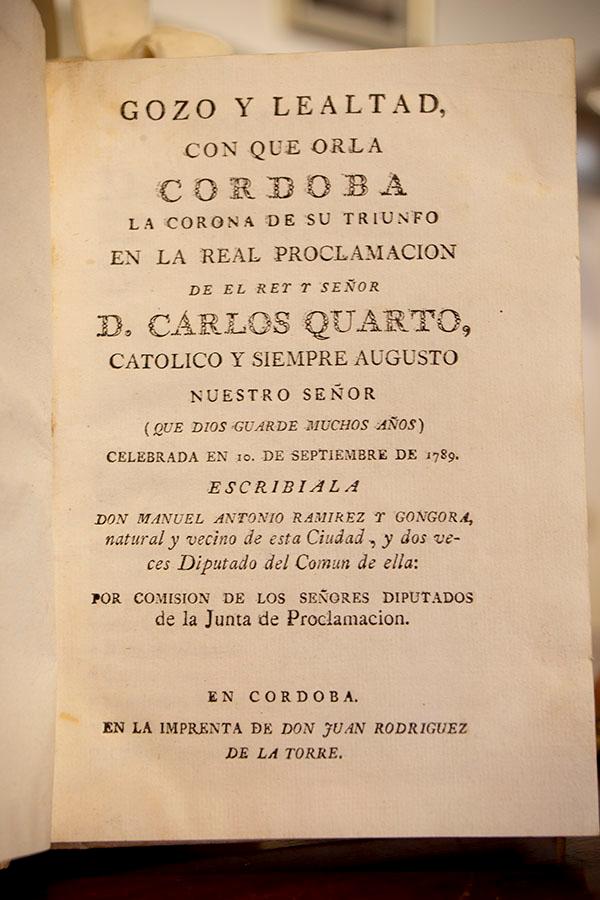 GOZO Y LEALTAD,
CON QUE ORLA
CORDOBA
LA CORONA DE SU TRIUNFO
EN LA REAL PROCLAMACION
DE EL REY Y SEÑOR
D. CARLOS QUARTO,
CATOLICO Y SIEMPRE AUGUSTO
NUESTRO SEÑOR
(QUE DIOS GUARDE MUCHOS AÑOS)
CELEBRADA EN 10. DE SEPTIEMBRE DE 1789.
ESCRIBIALA
DON MANUEL ANTONIO RAMIREZ Y GONGORA,
natural y vecino de esta Ciudad, y dos ve-
ces Diputado del Comun de ella:
POR COMISION DE LOS SEÑORES DIPUTADOS
de la Junta de Proclamacion.
EN CORDOBA.
EN LA IMPRENTA DE DON JUAN RODRIGUEZ
DE LA TORRE.